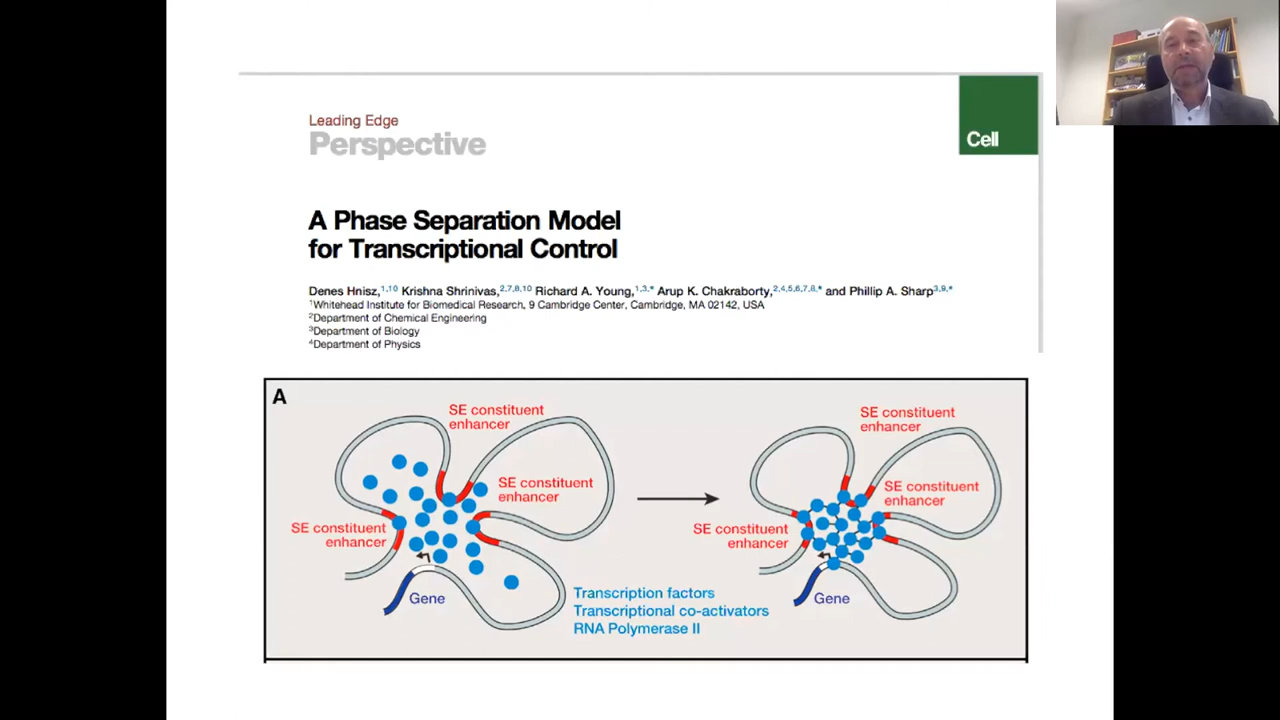 Leading Edge
Perspective
Cell
A Phase Separation Model
for Transcriptional Control
Denes Hnisz,1,10 Krishna Shrinivas,2,7,8,10 Richard A. Young,1,3,* Arup K. Chakraborty,2,4,5,6,7,8,* and Phillip A. Sharp3,9,*
1Whitehead Institute for Biomedical Research, 9 Cambridge Center, Cambridge, MA 02142, USA
2Department of Chemical Engineering
3Department of Biology
4Department of Physics
A
SE constituent
enhancer
SE constituent
enhancer
SE constituent
enhancer
Gene
Transcription factors
Transcriptional co-activators
RNA Polymerase II
SE constituent
enhancer
SE constituent
enhancer
SE constituent
enhancer
Gene